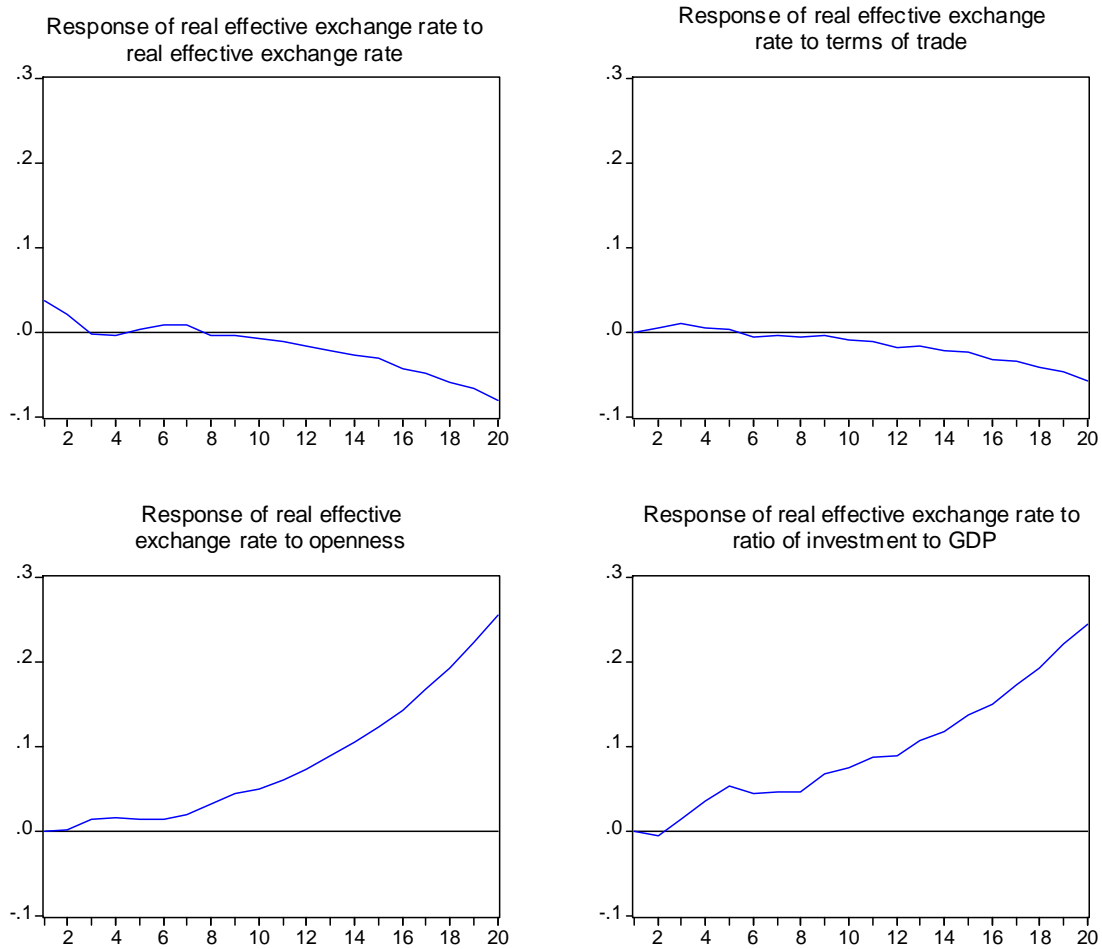 Response of real effective exchange rate to
real effective exchange rate
.3
.2
.1
.0
-.1
2 4 6 8 10 12 14 16 18 20
Response of real effective exchange
rate to terms of trade
.3
.2
.1
.0
-.1
2 4 6 8 10 12 14 16 18 20
Response of real effective
exchange rate to openness
.3
.2
.1
.0
-.1
2 4 6 8 10 12 14 16 18 20
Response of real effective exchange rate to
ratio of investment to GDP
.3
.2
.1
.0
-.1
2 4 6 8 10 12 14 16 18 20